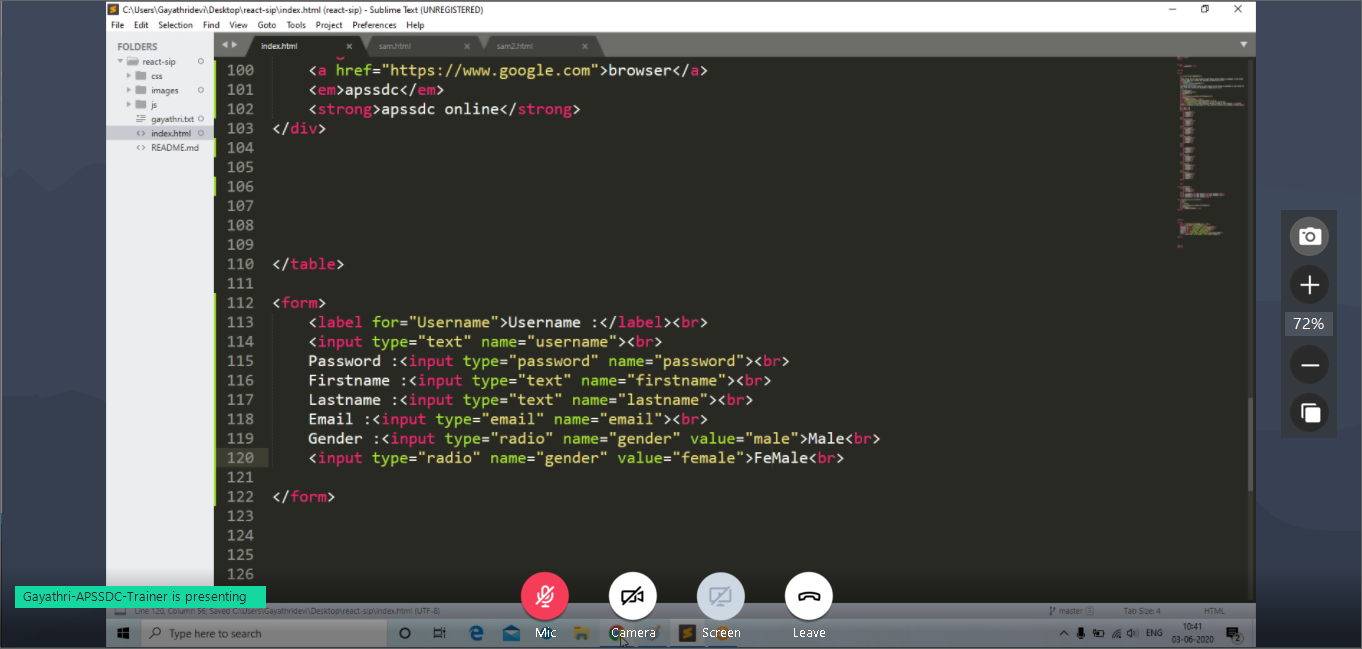 C:\Users\Gayathridevi\Desktop\react-sip\index.html (react-sip) - Sublime Text (UNREGISTERED)
File Edit Selection Find View Goto Tools Project Preferences Help
FOLDERS
react-sip
css
images
js
gayathri.txt
index.html
README.md
index.html sam.html sam2.html
100 <a href="https://www.google.com">browser</a>
101 <em>apssdc</em>
102 <strong>apssdc online</strong>
103 </div>
104
105
106
107
108
109
110 </table>
111
112 <form>
113 <label for="Username">Username :</label><br>
114 <input type="text" name="username"><br>
115 Password :<input type="password" name="password"><br>
116 Firstname :<input type="text" name="firstname"><br>
117 Lastname :<input type="text" name="lastname"><br>
118 Email :<input type="email" name="email"><br>
119 Gender :<input type="radio" name="gender" value="male">Male<br>
120 <input type="radio" name="gender" value="female">FeMale<br>
121
122 </form>
123
124
125
126
72%
Gayathri-APSSDC-Trainer is presenting
Line 120, Column 56; Saved C:\Users\Gayathridevi\Desktop\react-sip\index.html (UTF-8)
master Tab Size: 4 HTML
Type here to search
Mic Camera Screen Leave
ENG
10:41
03-06-2020
2